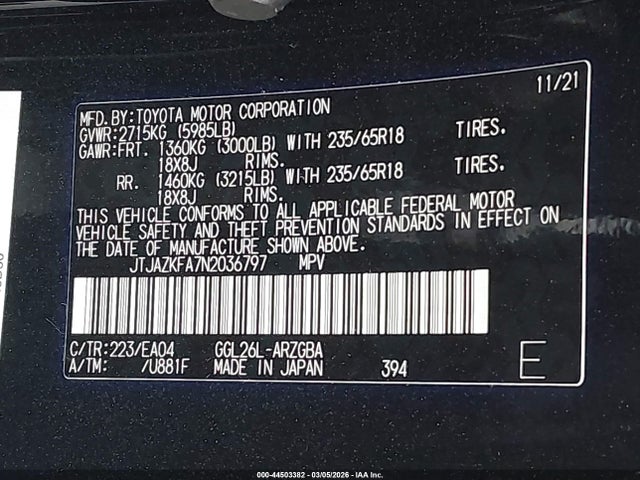 11/21
MFD. BY: TOYOTA MOTOR CORPORATION
GVWR: 2715KG (5985LB)
GAWR: FRT. 1360KG (3000LB) WITH 235/65R18 TIRES.
18X8J RIMS.
RR. 1460KG (3215LB) WITH 235/65R18 TIRES.
18X8J RIMS.
THIS VEHICLE CONFORMS TO ALL APPLICABLE FEDERAL MOTOR
VEHICLE SAFETY AND THEFT PREVENTION STANDARDS IN EFFECT ON
THE DATE OF MANUFACTURE SHOWN ABOVE.
JTJAZKFA7N2036797 MPV
C/TR: 223/EA04 GGL26L-ARZGBA
A/TM: /U881F MADE IN JAPAN 394 E
000-44503382 - 03/05/2026 - IAA Inc.